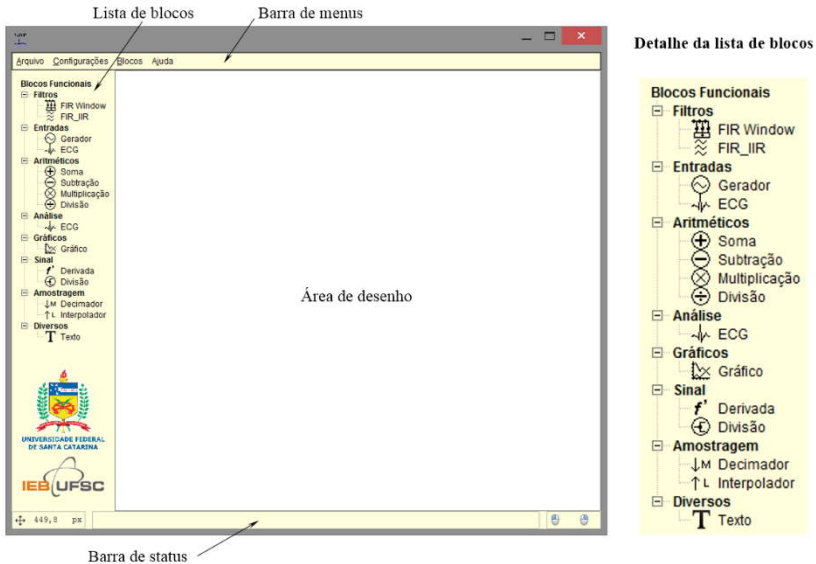 Lista de blocos
Barra de menus
Arquivo Configurações Blocos Ajuda
Blocos Funcionais
Filtros
FIR Window
FIR_IIR
Entradas
Gerador
ECG
Aritméticos
Soma
Subtração
Multiplicação
Divisão
Análise
ECG
Gráficos
Gráfico
Sinal
f' Derivada
Divisão
Amostragem
↓M Decimador
↑L Interpolador
Diversos
T Texto
UNIVERSIDADE FEDERAL
DE SANTA CATARINA
IEB UFSC
449,8 px
Área de desenho
Barra de status
Detalhe da lista de blocos
Blocos Funcionais
Filtros
FIR Window
FIR_IIR
Entradas
Gerador
ECG
Aritméticos
Soma
Subtração
Multiplicação
Divisão
Análise
ECG
Gráficos
Gráfico
Sinal
f' Derivada
Divisão
Amostragem
↓M Decimador
↑L Interpolador
Diversos
T Texto